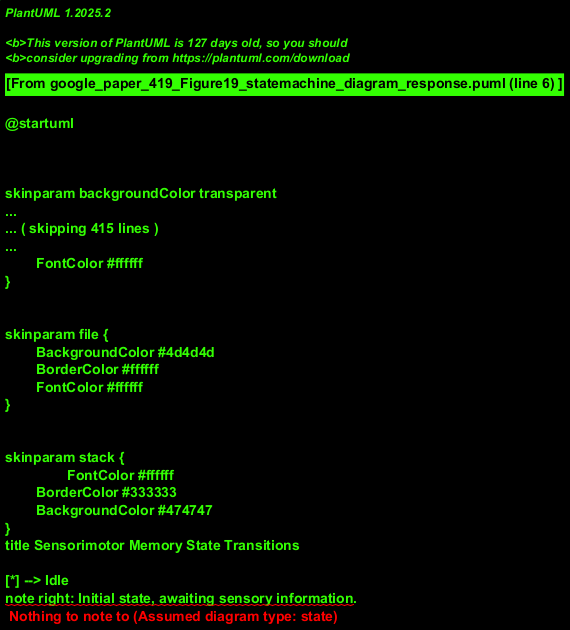 PlantUML 1.2025.2
<b>This version of PlantUML is 127 days old, so you should
<b>consider upgrading from https://plantuml.com/download
[From google_paper_419_Figure19_statemachine_diagram_response.puml (line 6) ]
@startuml
skinparam backgroundColor transparent
...
... ( skipping 415 lines )
...
FontColor #ffffff
}
skinparam file {
BackgroundColor #4d4d4d
BorderColor #ffffff
FontColor #ffffff
}
skinparam stack {
FontColor #ffffff
BorderColor #333333
BackgroundColor #474747
}
title Sensorimotor Memory State Transitions
[*] --> Idle
note right: Initial state, awaiting sensory information.
Nothing to note to (Assumed diagram type: state)